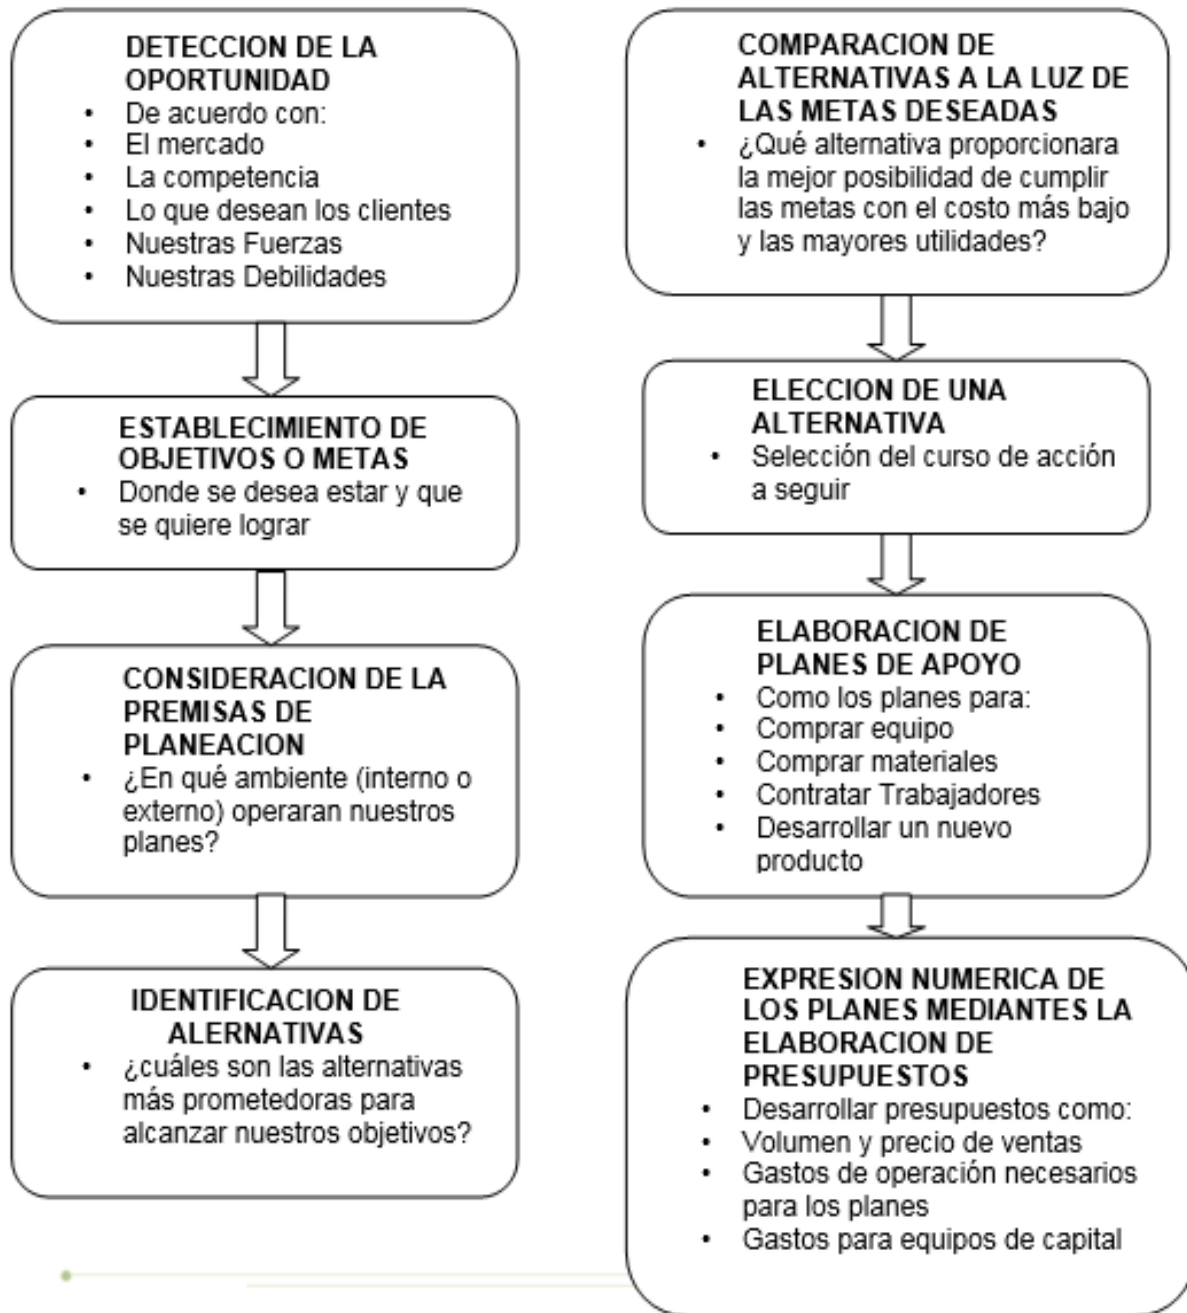 DETECCION DE LA
OPORTUNIDAD
• De acuerdo con:
• El mercado
• La competencia
• Lo que desean los clientes
• Nuestras Fuerzas
• Nuestras Debilidades
ESTABLECIMIENTO DE
OBJETIVOS O METAS
• Donde se desea estar y que
se quiere lograr
CONSIDERACION DE LA
PREMISAS DE
PLANEACION
• ¿En qué ambiente (interno o
externo) operaran nuestros
planes?
IDENTIFICACION DE
ALERNATIVAS
• ¿cuáles son las alternativas
más prometedoras para
alcanzar nuestros objetivos?
COMPARACION DE
ALTERNATIVAS A LA LUZ DE
LAS METAS DESEADAS
• ¿Qué alternativa proporcionara
la mejor posibilidad de cumplir
las metas con el costo más bajo
y las mayores utilidades?
ELECCION DE UNA
ALTERNATIVA
• Selección del curso de acción
a seguir
ELABORACION DE
PLANES DE APOYO
• Como los planes para:
• Comprar equipo
• Comprar materiales
• Contratar Trabajadores
• Desarrollar un nuevo
producto
EXPRESION NUMERICA DE
LOS PLANES MEDIANTES LA
ELABORACION DE
PRESUPUESTOS
• Desarrollar presupuestos como:
• Volumen y precio de ventas
• Gastos de operación necesarios
para los planes
• Gastos para equipos de capital